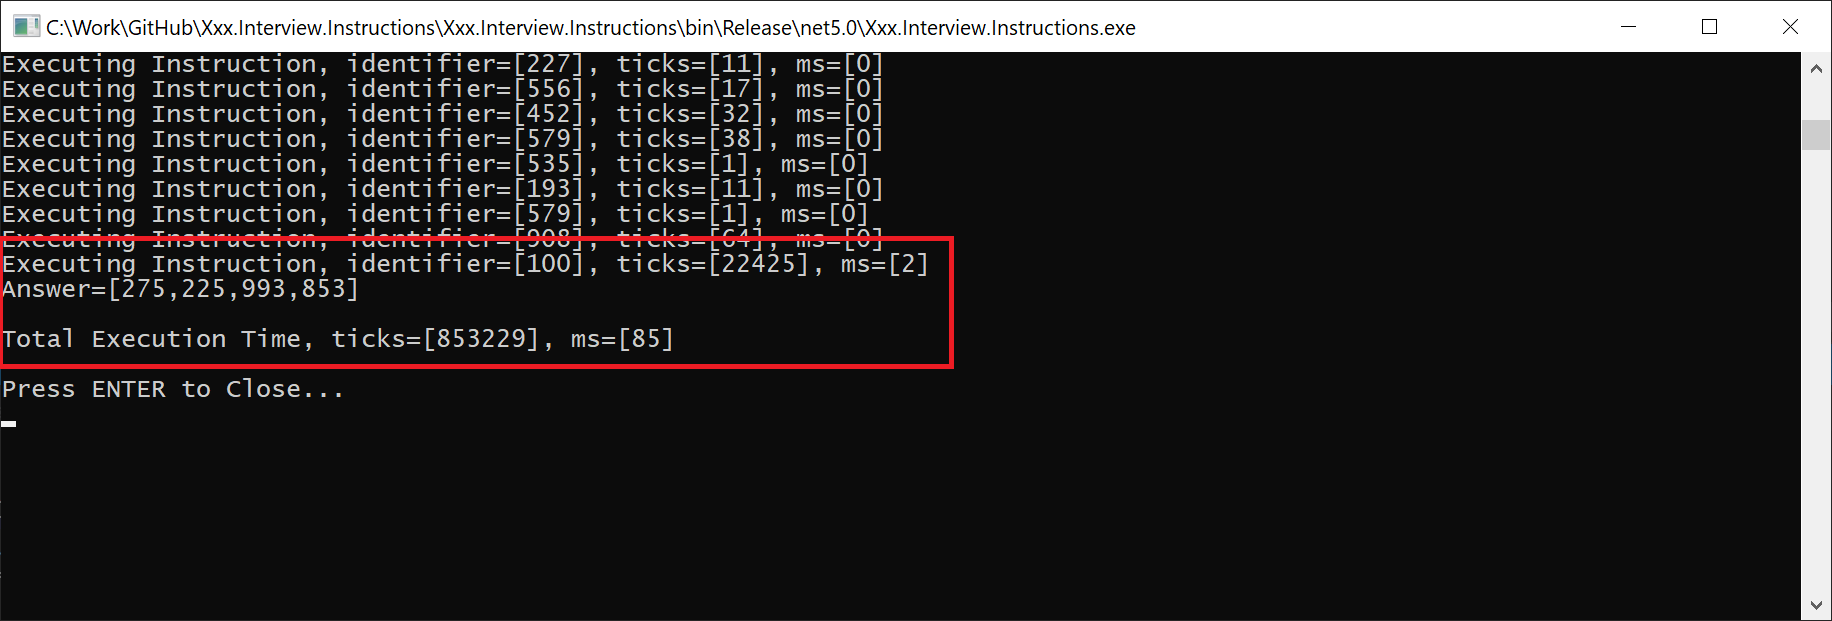 C:\Work\GitHub\Xxx.Interview.Instructions\Xxx.Interview.Instructions\bin\Release\net5.0\Xxx.Interview.Instructions.exe
Executing Instruction, identifier=[227], ticks=[11], ms=[0]
Executing Instruction, identifier=[556], ticks=[17], ms=[0]
Executing Instruction, identifier=[452], ticks=[32], ms=[0]
Executing Instruction, identifier=[579], ticks=[38], ms=[0]
Executing Instruction, identifier=[535], ticks=[1], ms=[0]
Executing Instruction, identifier=[193], ticks=[11], ms=[0]
Executing Instruction, identifier=[579], ticks=[1], ms=[0]
Executing Instruction, identifier=[908], ticks=[64], ms=[0]
Executing Instruction, identifier=[100], ticks=[22425], ms=[2]
Answer=[275,225,993,853]
Total Execution Time, ticks=[853229], ms=[85]
Press ENTER to Close...